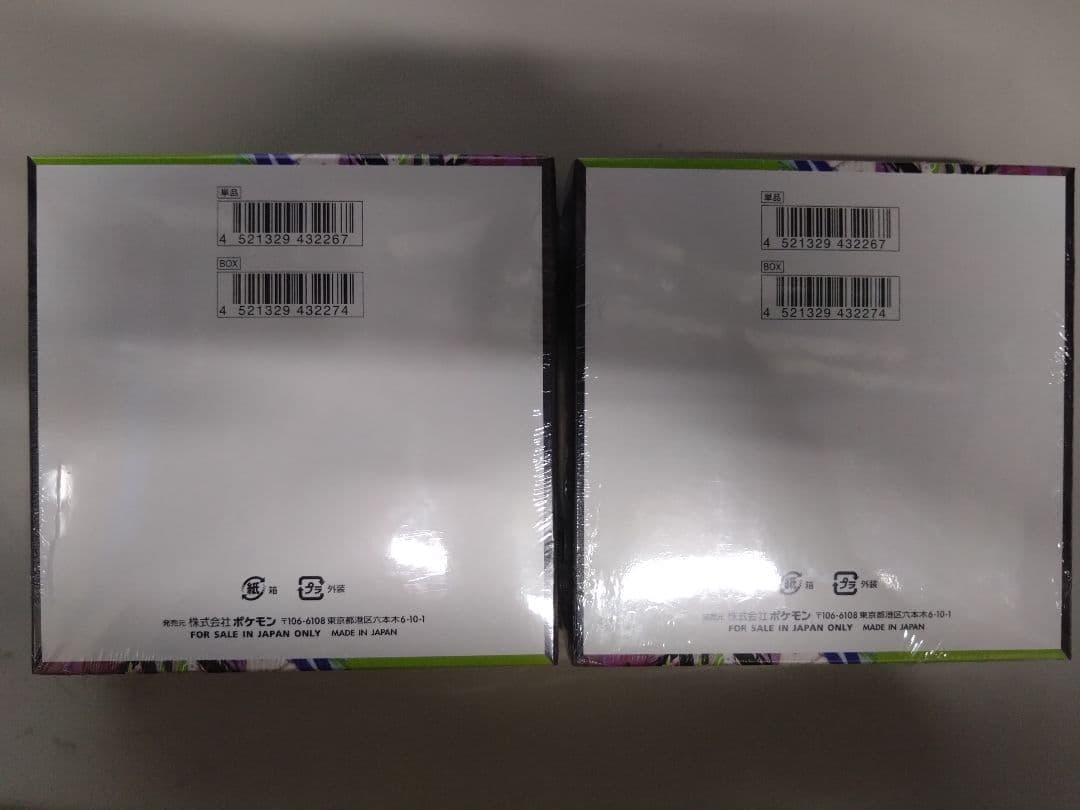 単品
4 521329 432267
BOX
4 521329 432274
紙 箱 プラ 外装
発売元 株式会社ポケモン 〒106-6108 東京都港区六本木6-10-1
FOR SALE IN JAPAN ONLY MADE IN JAPAN
単品
4 521329 432267
BOX
4 521329 432274
紙 箱 プラ 外装
発売元 株式会社ポケモン 〒106-6108 東京都港区六本木6-10-1
FOR SALE IN JAPAN ONLY MADE IN JAPAN